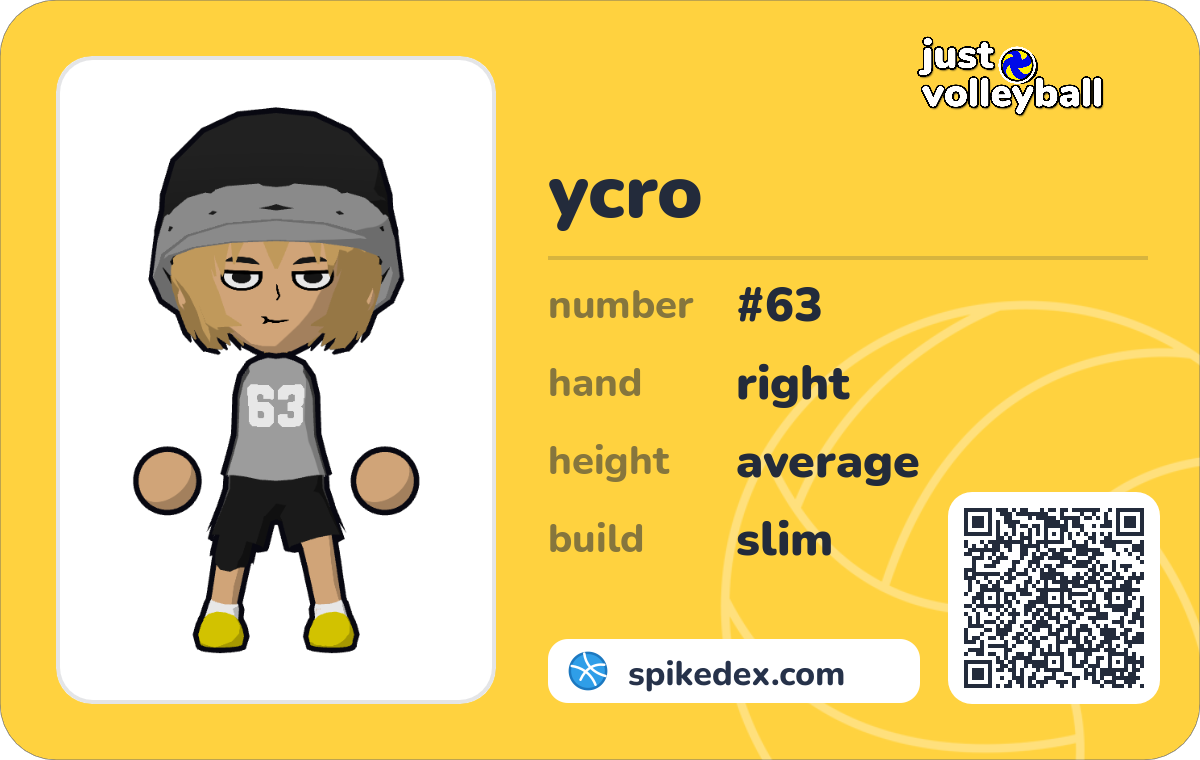 just
volleyball
ycro
number #63
hand right
height average
build slim
63
spikedex.com